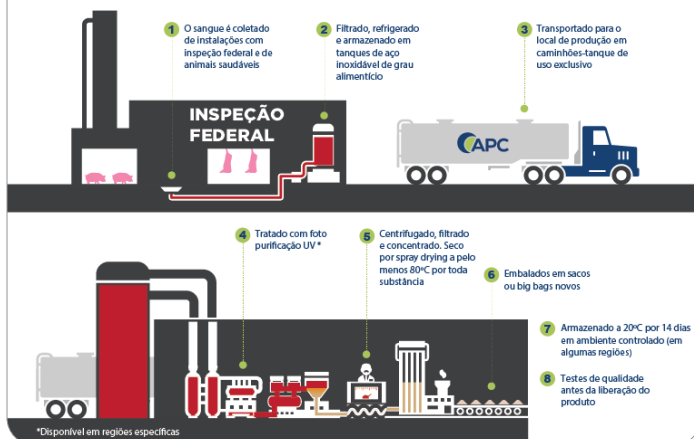 1 O sangue é coletado
de instalações com
inspeção federal e de
animais saudáveis
2 Filtrado, refrigerado
e armazenado em
tanques de aço
inoxidável de grau
alimentício
3 Transportado para o
local de produção em
caminhões-tanque de
uso exclusivo
INSPEÇÃO
FEDERAL
APC
4 Tratado com foto
purificação UV *
5 Centrifugado, filtrado
e concentrado. Seco
por spray drying a pelo
menos 80ºC por toda
substância
6 Embalados em sacos
ou big bags novos
7 Armazenado a 20ºC por 14 dias
em ambiente controlado (em
algumas regiões)
8 Testes de qualidade
antes da liberação do
produto
*Disponível em regiões específicas